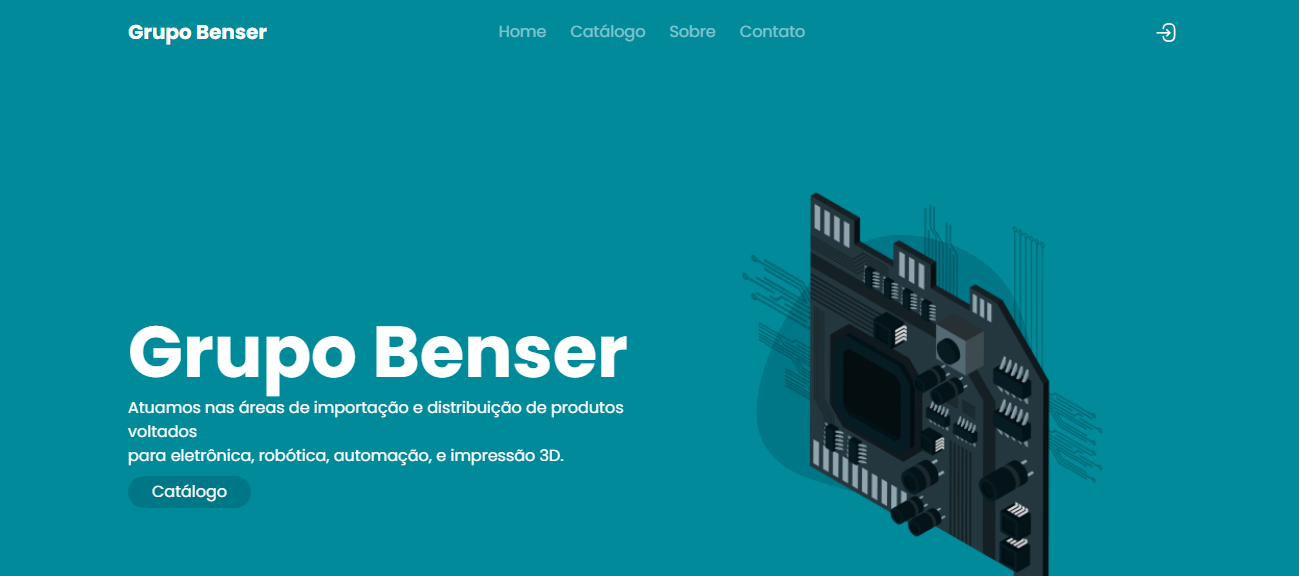 Grupo Benser
Home Catálogo Sobre Contato
Grupo Benser
Atuamos nas áreas de importação e distribuição de produtos
voltados
para eletrônica, robótica, automação, e impressão 3D.
Catálogo